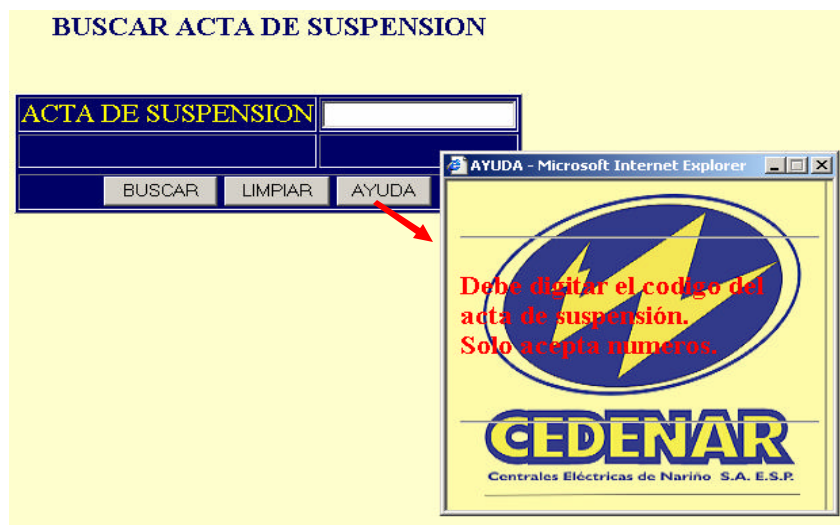 BUSCAR ACTA DE SUSPENSION
ACTA DE SUSPENSION
BUSCAR LIMPIAR AYUDA
AYUDA - Microsoft Internet Explorer
Debe digitar el codigo del
acta de suspensión.
Solo acepta numeros.
CEDENAR
Centrales Eléctricas de Nariño S.A. E.S.P.